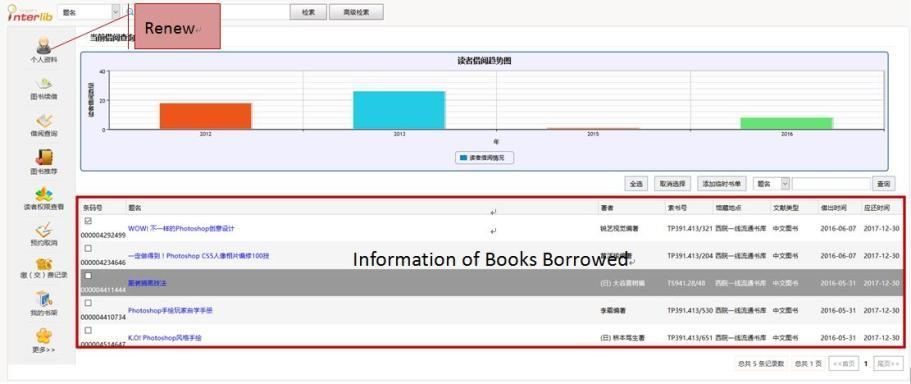 interlib
题名
检索
高级检索
Renew
个人资料
图书续借
借阅查询
图书推荐
读者权限查看
预约取消
缴（交）费记录
我的书架
更多>>
当前借阅查询
读者借阅趋势图
读者借阅情况
40
20
0
2012
2013
2015
2016
年
读者借阅情况
全选
取消选择
添加临时书单
题名
查询
条码号 题名 著者 索书号 馆藏地点 文献类型 借出时间 应还时间
000004292499 WOW! 不一样的Photoshop创意设计 锐艺视觉编著 TP391.413/321 西院一线流通书库 中文图书 2016-06-07 2017-12-30
000004234646 一定做得到！Photoshop CS5人像相片编修100技 TP391.413/204 西院一线流通书库 中文图书 2016-06-07 2017-12-30
Information of Books Borrowed
000004411444 服装描画技法 (日) 大谷 TS941.28/48 西院一线流通书库 中文图书 2016-05-31 2017-12-30
000004410734 Photoshop手绘玩家自学手册 李霸编著 TP391.413/530 西院一线流通书库 中文图书 2016-05-31 2017-12-30
000004514647 K.O! Photoshop风格手绘 (日) 桥本笃生著 TP391.413/651 西院一线流通书库 中文图书 2016-05-31 2017-12-30
总共 5 条记录数 总共 1 页 <<首页 1 尾页>>